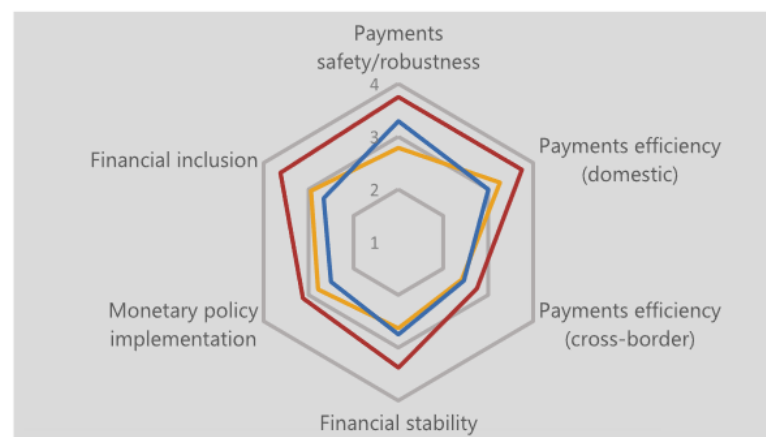 Payments
safety/robustness
4
3
2
1
Financial inclusion
Payments efficiency
(domestic)
Monetary policy
implementation
Payments efficiency
(cross-border)
Financial stability